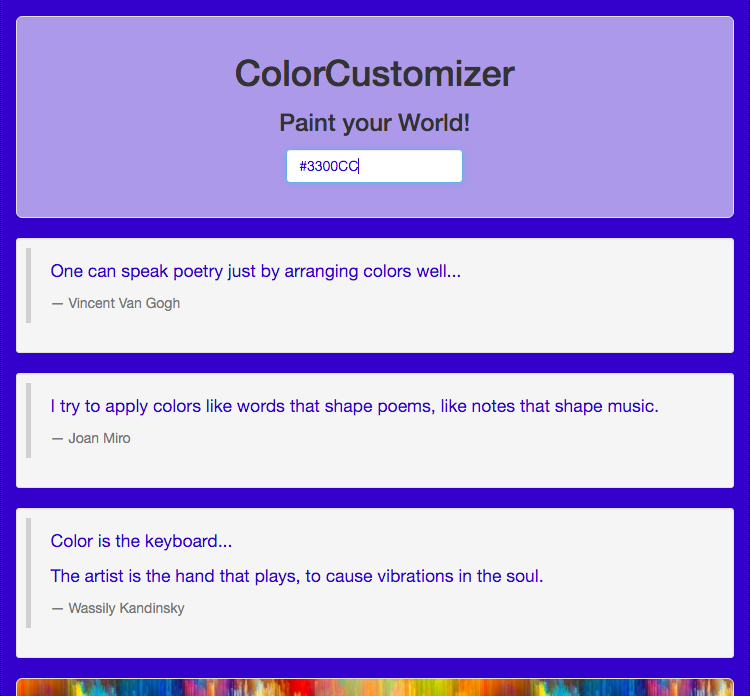 ColorCustomizer
Paint your World!
#3300CC
One can speak poetry just by arranging colors well...
— Vincent Van Gogh
I try to apply colors like words that shape poems, like notes that shape music.
— Joan Miro
Color is the keyboard...
The artist is the hand that plays, to cause vibrations in the soul.
— Wassily Kandinsky